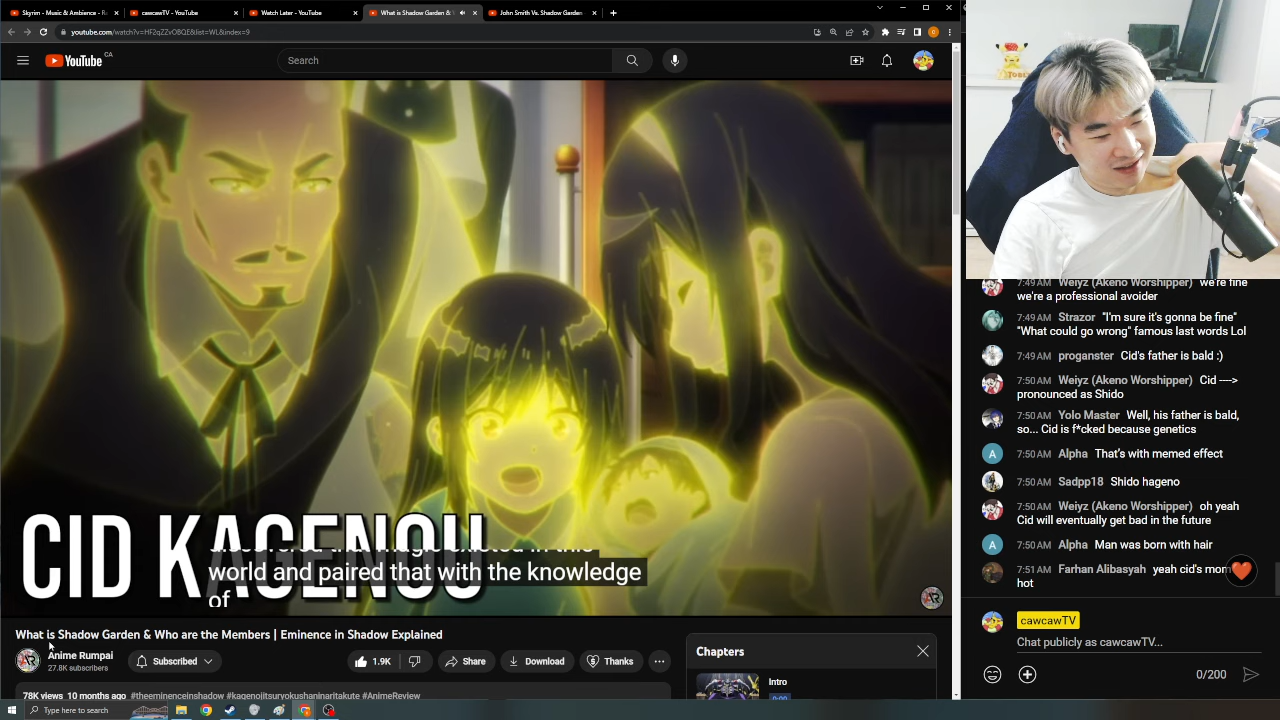 Skyrim - Music & Ambience - R
cawcawTV - YouTube
Watch Later - YouTube
What is Shadow Garden &
John Smith Vs. Shadow Garden
youtube.com/watch?v=HF2qZZvOBQE&list=WL&index=9
YouTube CA
Search
CID KAGENOU
discovered that magic existed in this
world and paired that with the knowledge
of
What is Shadow Garden & Who are the Members | Eminence in Shadow Explained
Anime Rumpai
27.8K subscribers
Subscribed
1.9K
Share
Download
Thanks
78K views 10 months ago #theeminenceinshadow #kagenojitsuryokushaninaritakute #AnimeReview
Chapters
Intro
0:00
Type here to search
7:49 AM Weiyz (Akeno Worshipper) we're fine
we're a professional avoider
7:49 AM Strazor "I'm sure it's gonna be fine"
"What could go wrong" famous last words Lol
7:49 AM proganster Cid's father is bald :)
7:50 AM Weiyz (Akeno Worshipper) Cid --->
pronounced as Shido
7:50 AM Yolo Master Well, his father is bald,
so... Cid is f*cked because genetics
A 7:50 AM Alpha That's with memed effect
7:50 AM Sadpp18 Shido hageno
7:50 AM Weiyz (Akeno Worshipper) oh yeah
Cid will eventually get bad in the future
A 7:50 AM Alpha Man was born with hair
7:51 AM Farhan Alibasyah yeah cid's mom
hot
cawcawTV
Chat publicly as cawcawTV...
0/200